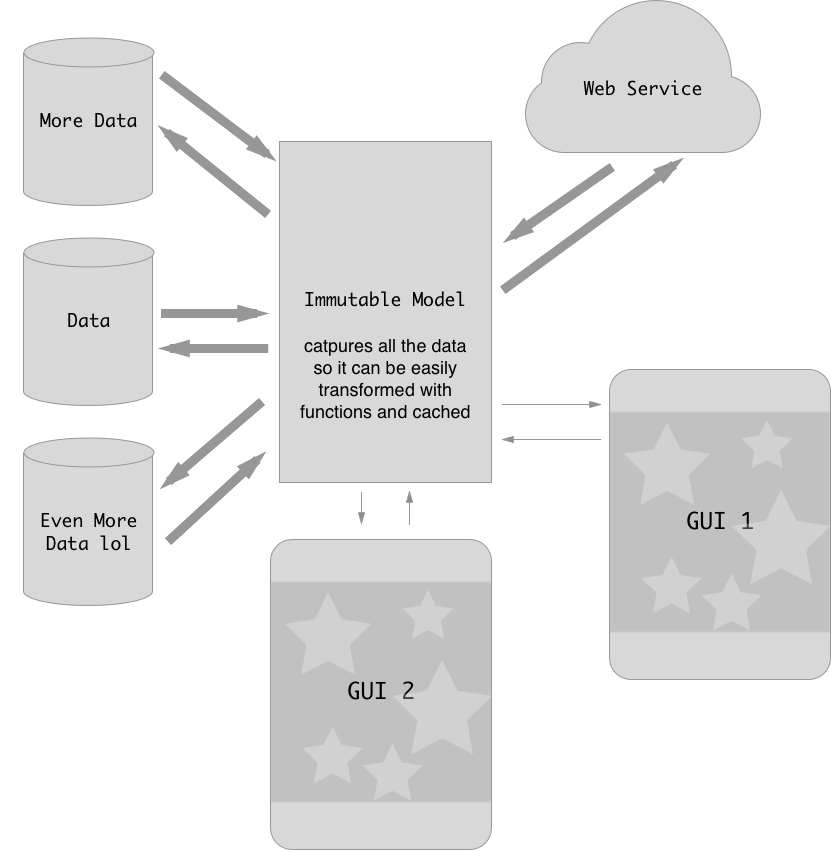 More Data
Web Service
Immutable Model
catpures all the data
so it can be easily
transformed with
functions and cached
Data
Even More
Data lol
GUI 1
GUI 2